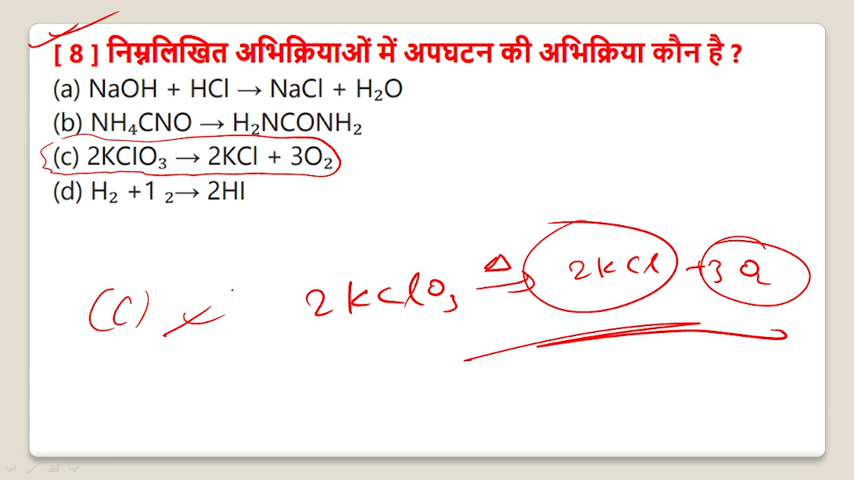 [ 8 ] निम्नलिखित अभिक्रियाओं में अपघटन की अभिक्रिया कौन है ?
(a) NaOH + HCl → NaCl + H₂O
(b) NH₄CNO → H₂NCONH₂
(c) 2KClO₃ → 2KCl + 3O₂
(d) H₂ +1 ₂→ 2HI
(C) 2KClO₃ Δ→ 2KCl +3O₂